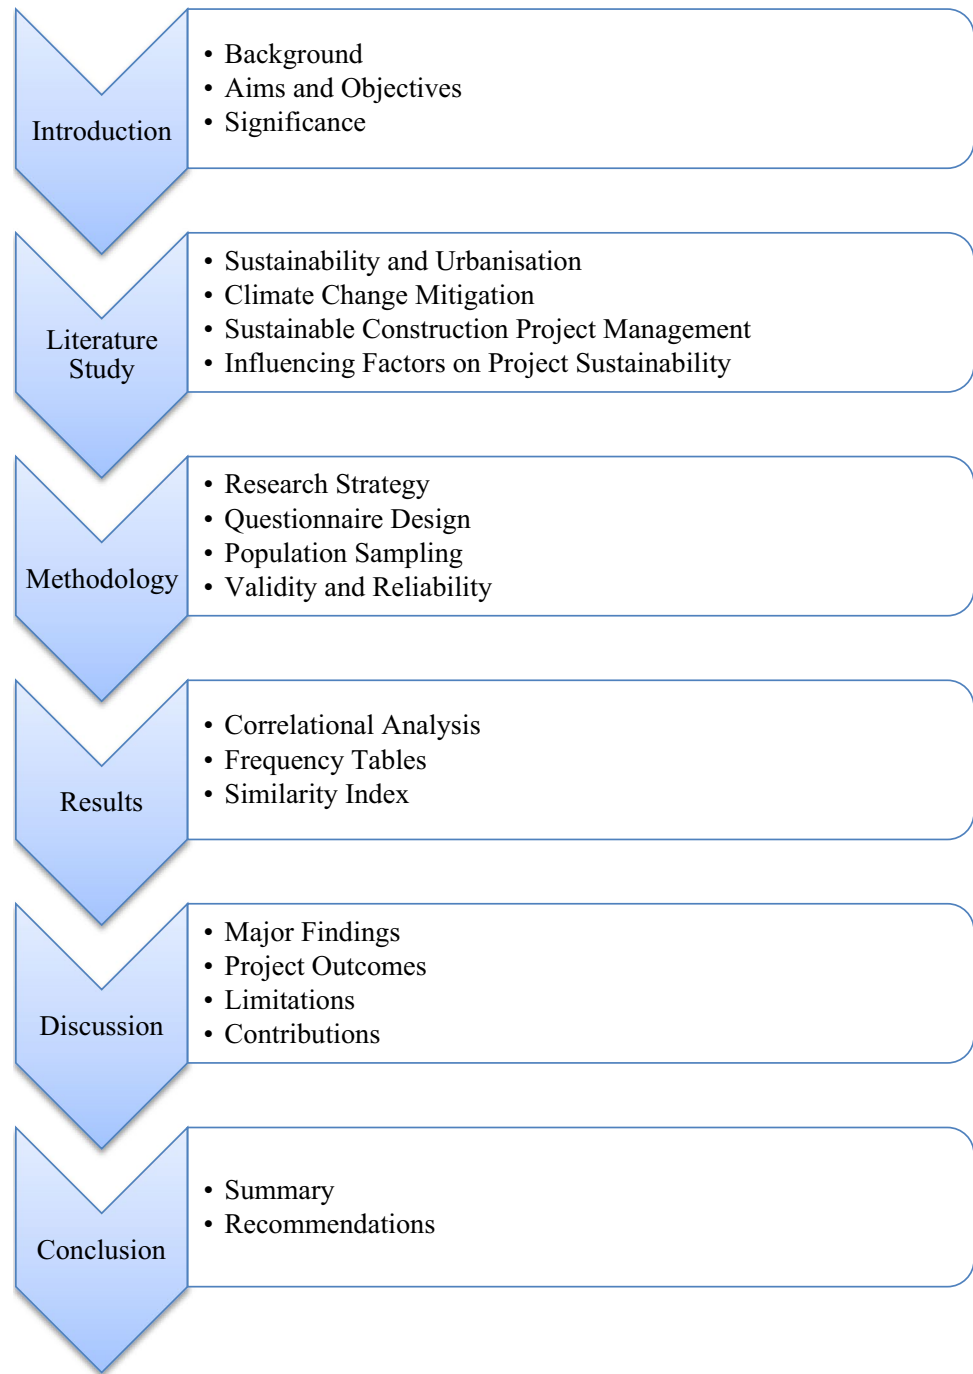 Introduction
• Background
• Aims and Objectives
• Significance
Literature
Study
• Sustainability and Urbanisation
• Climate Change Mitigation
• Sustainable Construction Project Management
• Influencing Factors on Project Sustainability
Methodology
• Research Strategy
• Questionnaire Design
• Population Sampling
• Validity and Reliability
Results
• Correlational Analysis
• Frequency Tables
• Similarity Index
Discussion
• Major Findings
• Project Outcomes
• Limitations
• Contributions
Conclusion
• Summary
• Recommendations